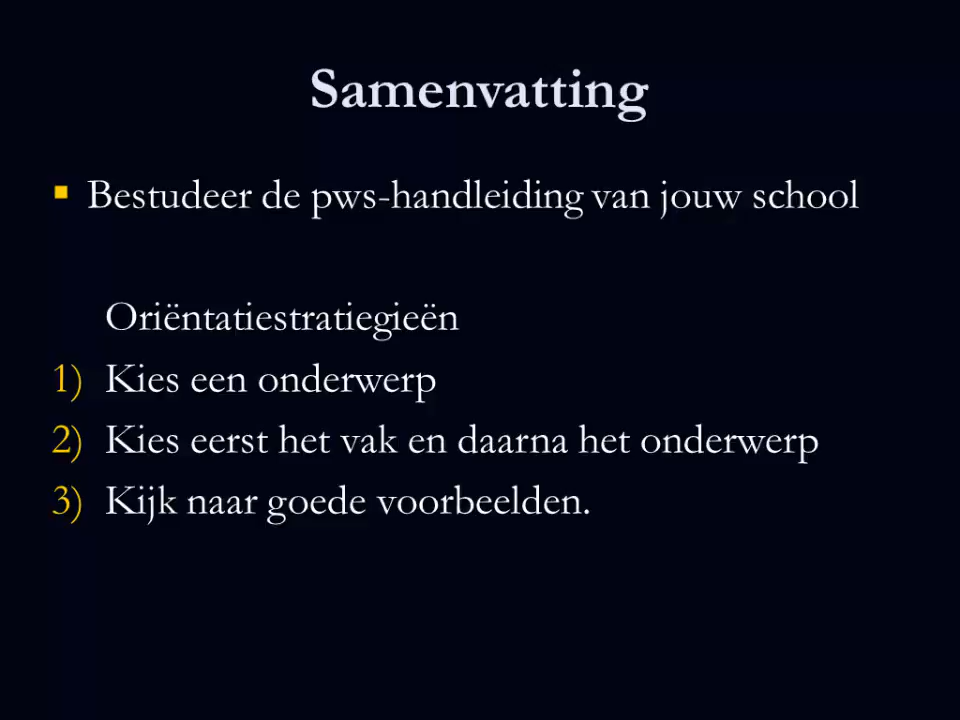 Samenvatting
▪ Bestudeer de pws-handleiding van jouw school
Oriëntatiestratiegieën
1) Kies een onderwerp
2) Kies eerst het vak en daarna het onderwerp
3) Kijk naar goede voorbeelden.